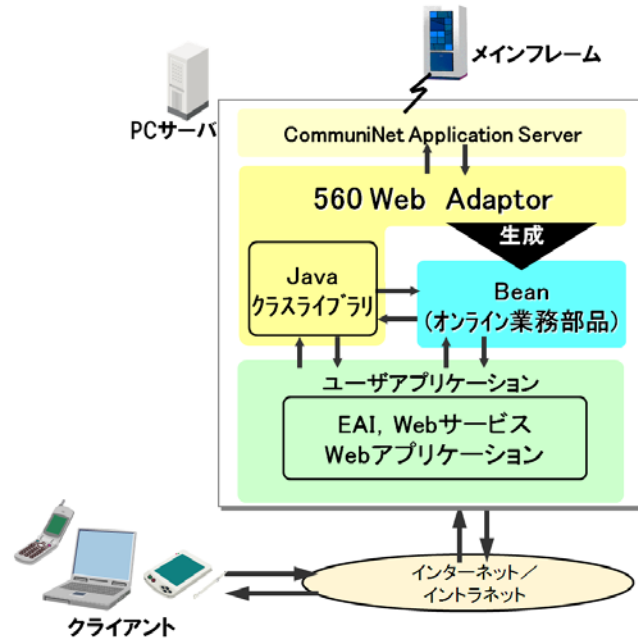 メインフレーム
PCサーバ
CommuniNet Application Server
560 Web Adaptor
生成
Java
クラスライブラリ
Bean
(オンライン業務部品)
ユーザアプリケーション
EAI, Webサービス
Webアプリケーション
インターネット／
イントラネット
クライアント